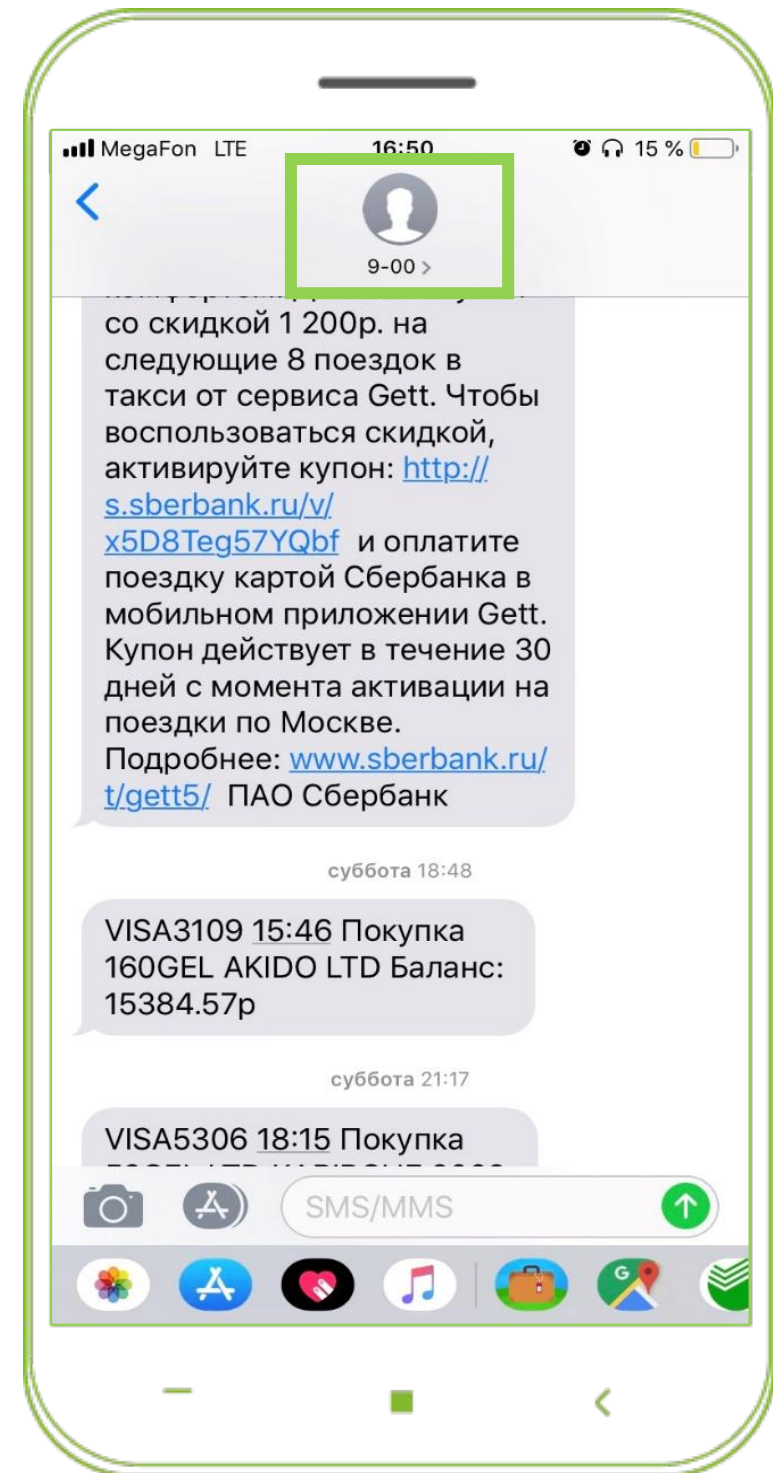 MegaFon LTE 16:50 15 %
9-00 >
со скидкой 1 200р. на
следующие 8 поездок в
такси от сервиса Gett. Чтобы
воспользоваться скидкой,
активируйте купон: http://
s.sberbank.ru/v/
x5D8Teg57YQbf и оплатите
поездку картой Сбербанка в
мобильном приложении Gett.
Купон действует в течение 30
дней с момента активации на
поездки по Москве.
Подробнее: www.sberbank.ru/
t/gett5/ ПАО Сбербанк
суббота 18:48
VISA3109 15:46 Покупка
160GEL AKIDO LTD Баланс:
15384.57р
суббота 21:17
VISA5306 18:15 Покупка
SMS/MMS
G